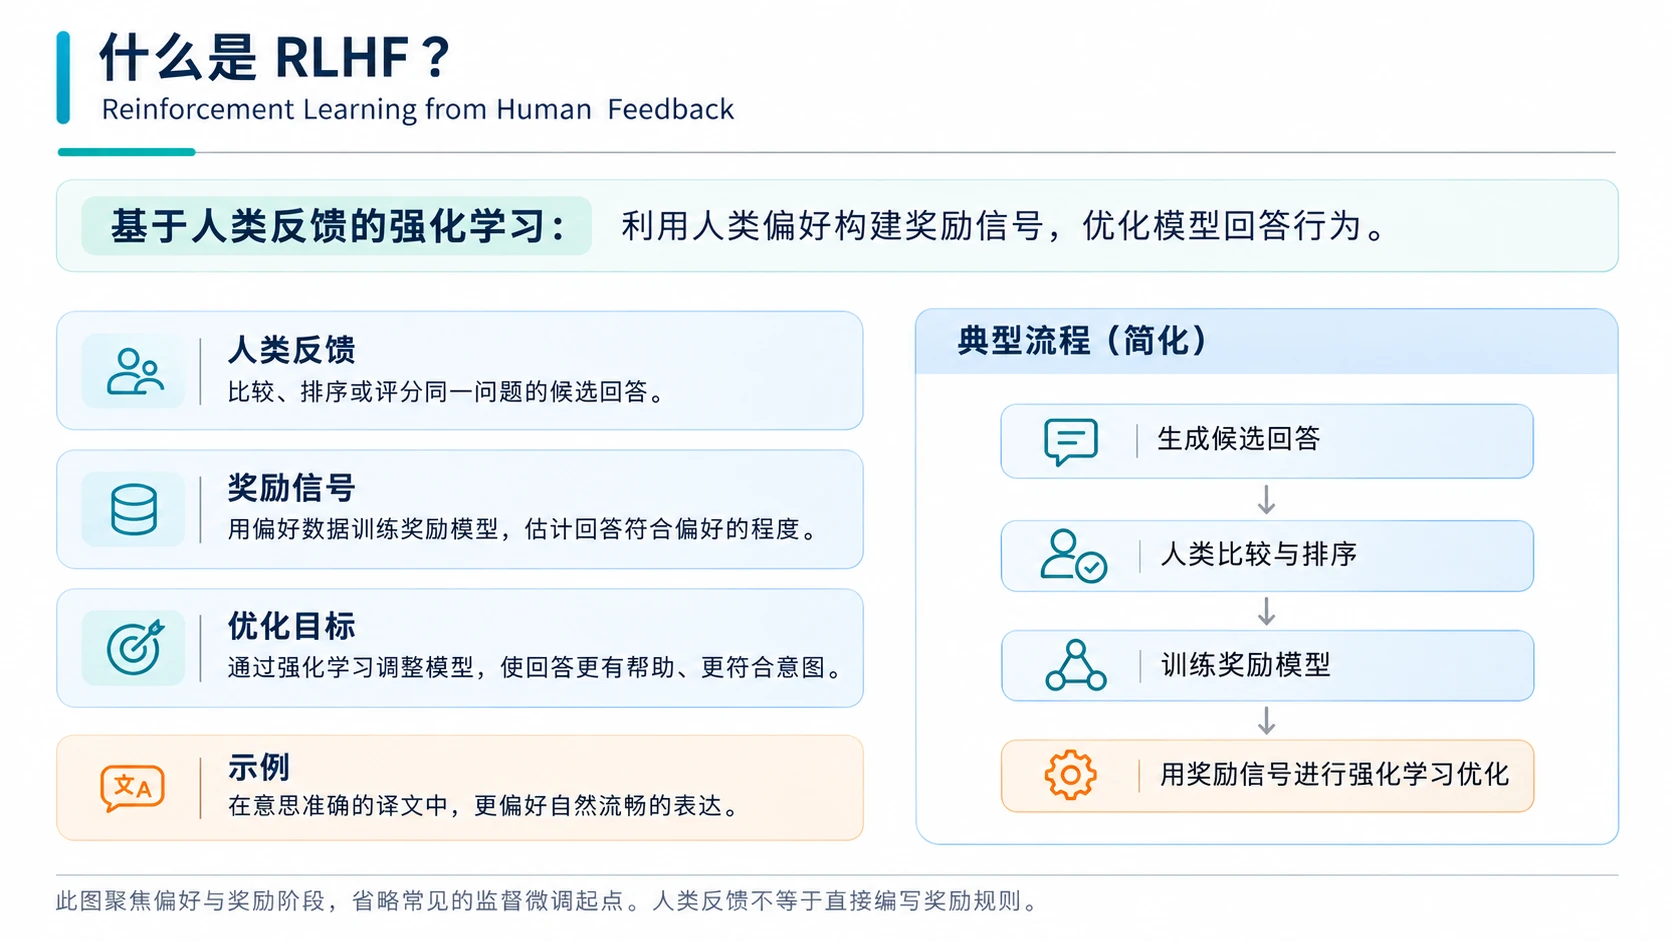 什么是 RLHF？
Reinforcement Learning from Human Feedback
基于人类反馈的强化学习： 利用人类偏好构建奖励信号，优化模型回答行为。
人类反馈
比较、排序或评分同一问题的候选回答。
奖励信号
用偏好数据训练奖励模型，估计回答符合偏好的程度。
优化目标
通过强化学习调整模型，使回答更有帮助、更符合意图。
文A
示例
在意思准确的译文中，更偏好自然流畅的表达。
典型流程（简化）
生成候选回答
人类比较与排序
训练奖励模型
用奖励信号进行强化学习优化
此图聚焦偏好与奖励阶段，省略常见的监督微调起点。人类反馈不等于直接编写奖励规则。